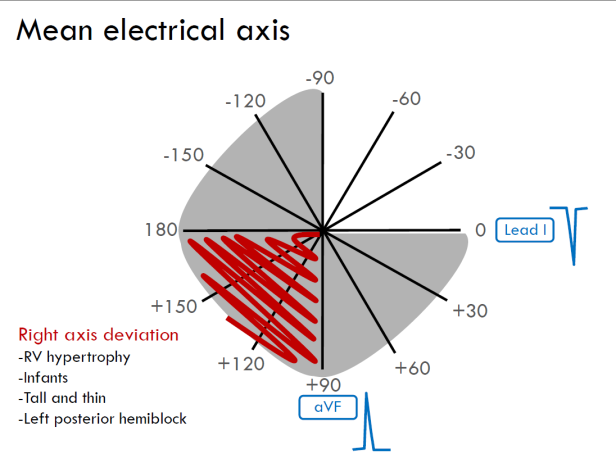 Mean electrical axis
-90
-120
-60
-150
-30
180
0
Lead I
+150
+30
Right axis deviation
-RV hypertrophy
-Infants
-Tall and thin
-Left posterior hemiblock
+120
+60
+90
aVF